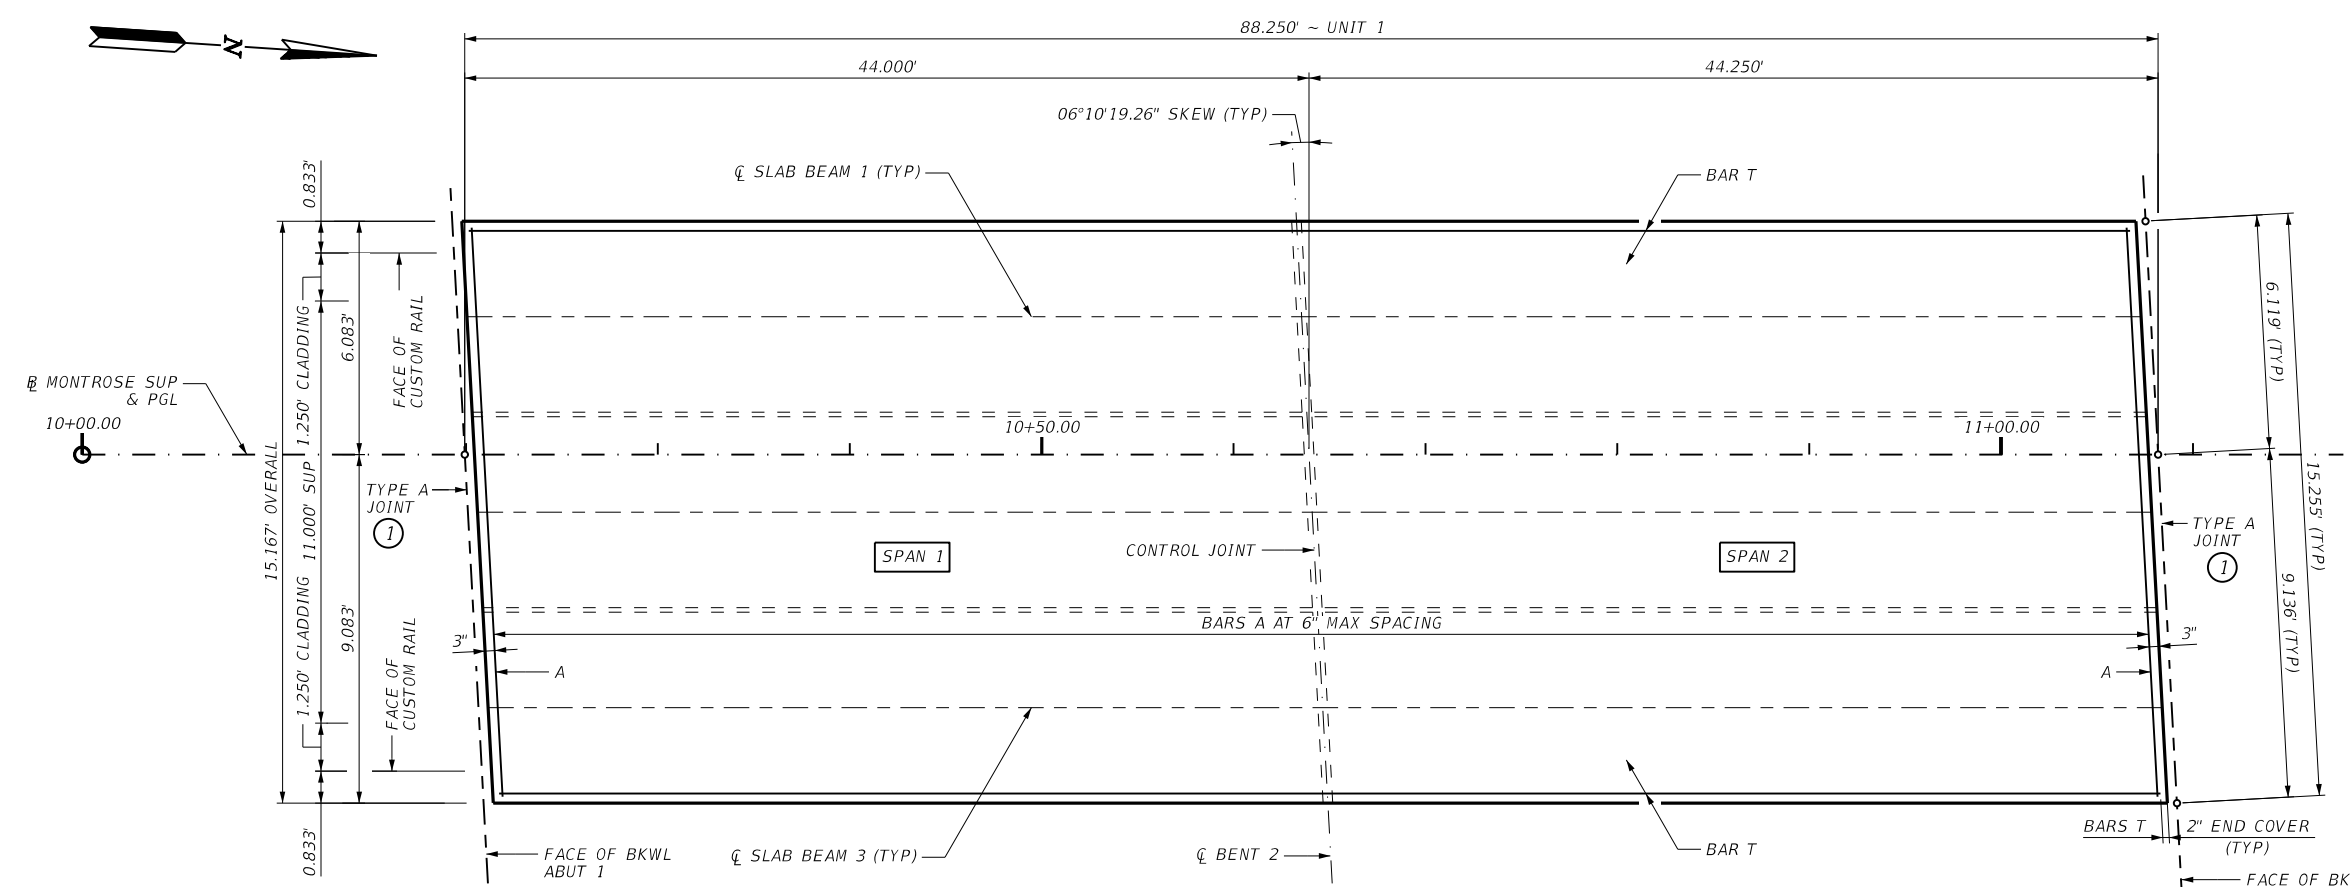 88.250' ~ UNIT 1
N
44.000'
44.250'
06°10'19.26" SKEW (TYP)
℄ SLAB BEAM 1 (TYP)
BAR T
0.833'
1.250' CLADDING
11.000' SUP
1.250' CLADDING
0.833'
15.167' OVERALL
6.083'
9.083'
FACE OF
CUSTOM RAIL
FACE OF
CUSTOM RAIL
6.119' (TYP)
9.136' (TYP)
15.255' (TYP)
MONTROSE SUP
& PGL
10+00.00
10+50.00
11+00.00
TYPE A
JOINT
1
SPAN 1
CONTROL JOINT
SPAN 2
TYPE A
JOINT
1
BARS A AT 6" MAX SPACING
3"
3"
A
A
BARS T
2" END COVER
(TYP)
FACE OF BKWL
ABUT 1
℄ SLAB BEAM 3 (TYP)
℄ BENT 2
BAR T
FACE OF BK